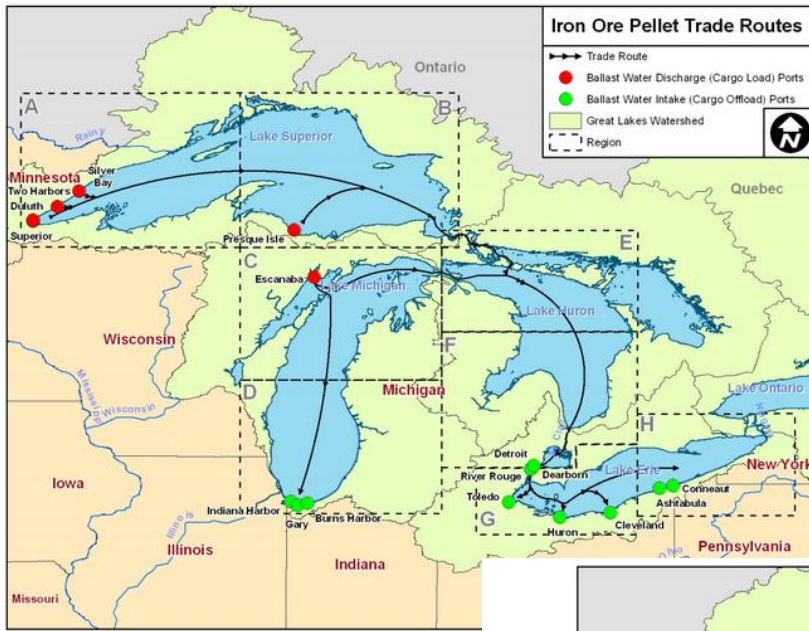 Iron Ore Pellet Trade Routes
Trade Route
Ballast Water Discharge (Cargo Load) Ports
Ballast Water Intake (Cargo Offload) Ports
Great Lakes Watershed
Region
N
Ontario
A
B
Rainy
Lake Superior
Minnesota
Silver
Bay
Two Harbors
Duluth
Superior
Quebec
Presque Isle
E
C
Escanaba
Lake Michigan
Lake Huron
Wisconsin
F
Mississippi
Wisconsin
D
Michigan
Lake Ontario
H
Iowa
Detroit
River Rouge
Dearborn
Lake Erie
New York
Toledo
Conneaut
Ashtabula
Indiana Harbor
Gary
Burns Harbor
G
Huron
Cleveland
Illinois
Illinois
Indiana
Pennsylvania
Ohio
Missouri